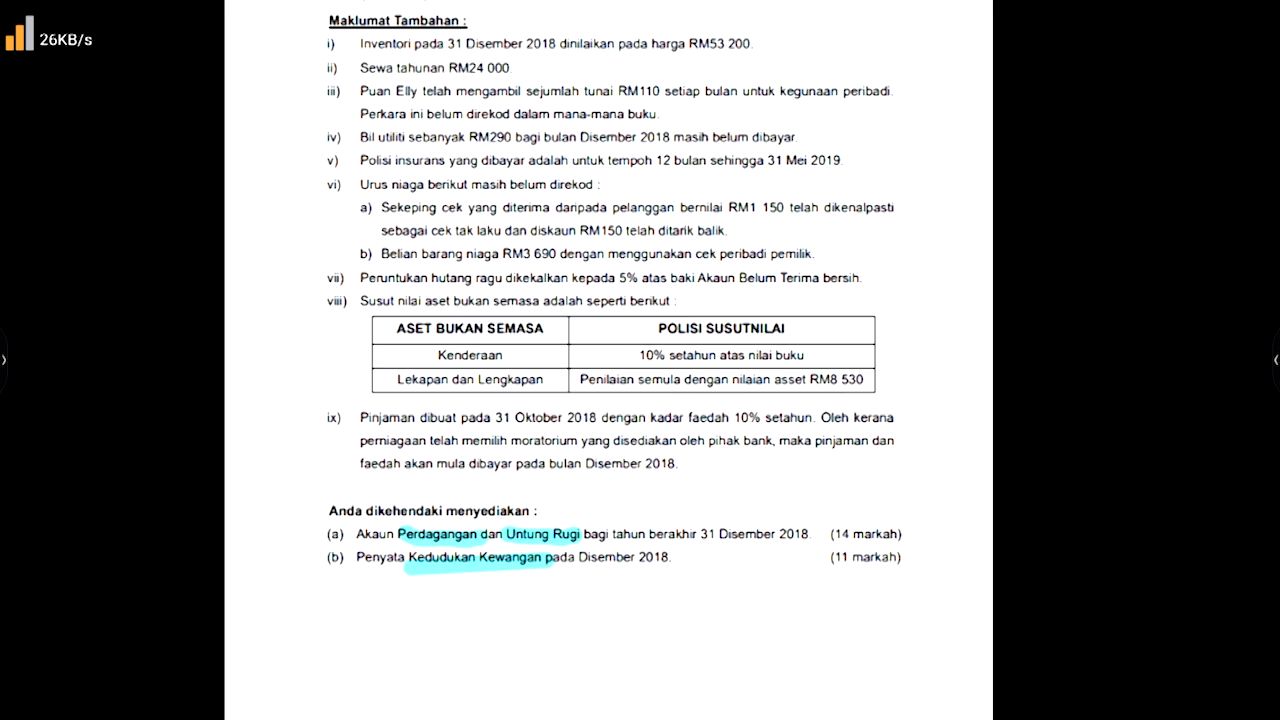 26KB/s
Maklumat Tambahan :
i) Inventori pada 31 Disember 2018 dinilaikan pada harga RM53 200.
ii) Sewa tahunan RM24 000.
iii) Puan Elly telah mengambil sejumlah tunai RM110 setiap bulan untuk kegunaan peribadi.
Perkara ini belum direkod dalam mana-mana buku.
iv) Bil utiliti sebanyak RM290 bagi bulan Disember 2018 masih belum dibayar.
v) Polisi insurans yang dibayar adalah untuk tempoh 12 bulan sehingga 31 Mei 2019.
vi) Urus niaga berikut masih belum direkod :
a) Sekeping cek yang diterima daripada pelanggan bernilai RM1 150 telah dikenalpasti
sebagai cek tak laku dan diskaun RM150 telah ditarik balik.
b) Belian barang niaga RM3 690 dengan menggunakan cek peribadi pemilik.
vii) Peruntukan hutang ragu dikekalkan kepada 5% atas baki Akaun Belum Terima bersih.
viii) Susut nilai aset bukan semasa adalah seperti berikut :
ASET BUKAN SEMASA POLISI SUSUTNILAI
Kenderaan 10% setahun atas nilai buku
Lekapan dan Lengkapan Penilaian semula dengan nilaian asset RM8 530
ix) Pinjaman dibuat pada 31 Oktober 2018 dengan kadar faedah 10% setahun. Oleh kerana
perniagaan telah memilih moratorium yang disediakan oleh pihak bank, maka pinjaman dan
faedah akan mula dibayar pada bulan Disember 2018.
Anda dikehendaki menyediakan :
(a) Akaun Perdagangan dan Untung Rugi bagi tahun berakhir 31 Disember 2018. (14 markah)
(b) Penyata Kedudukan Kewangan pada Disember 2018. (11 markah)